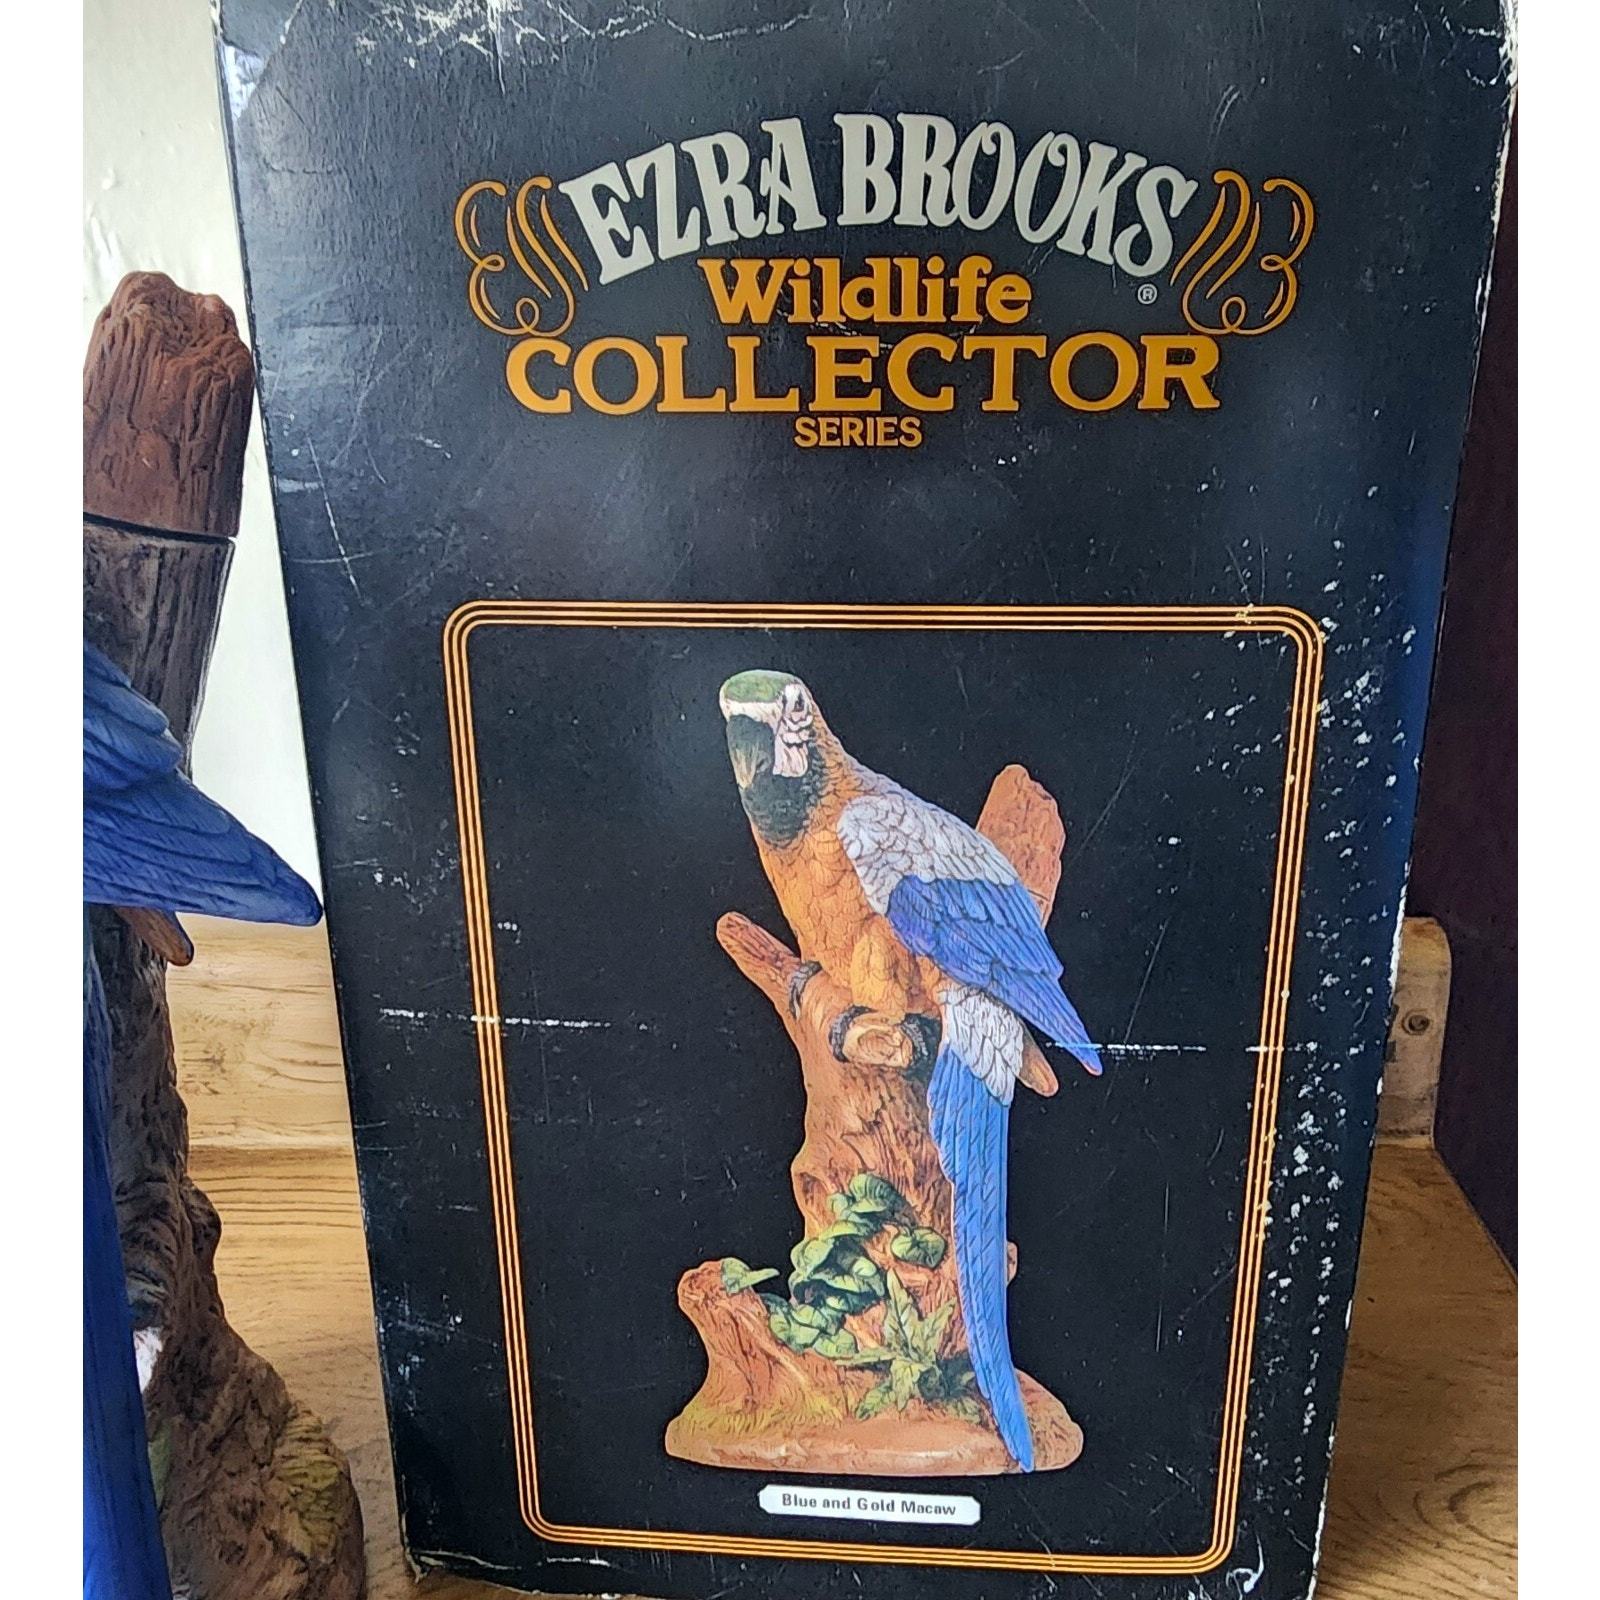 EZRA BROOKS
®
Wildlife
COLLECTOR
SERIES
Blue and Gold Macaw